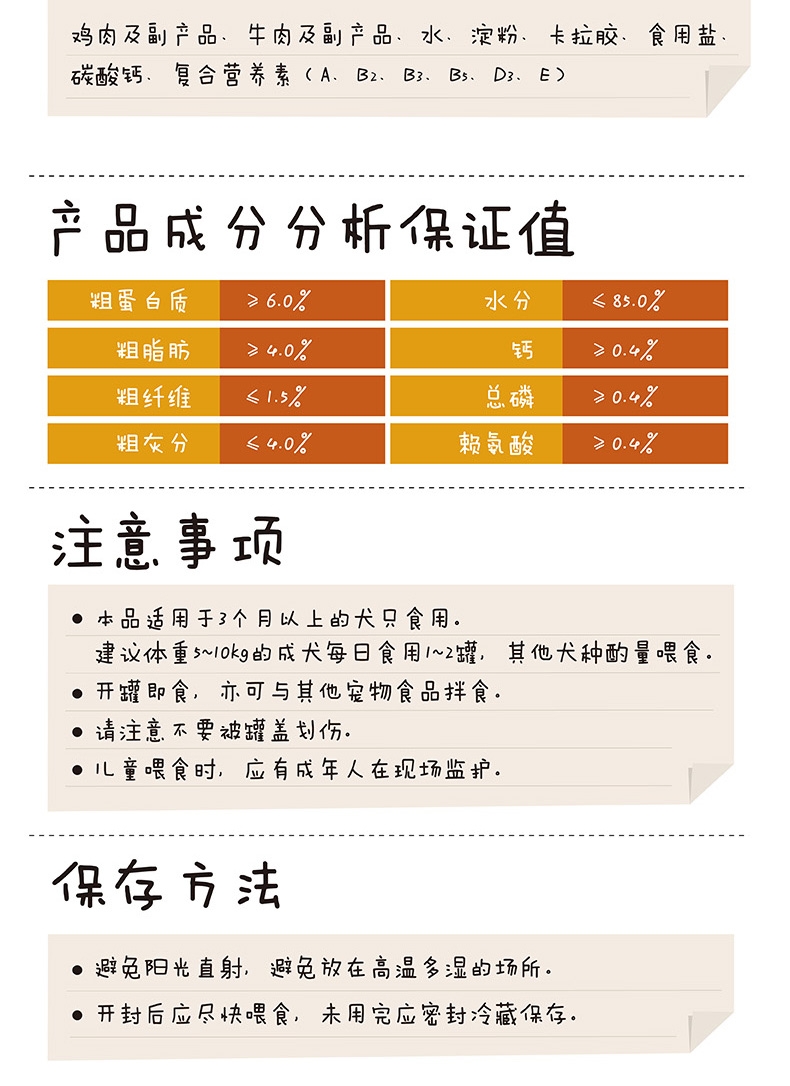 鸡肉及副产品、牛肉及副产品、水、淀粉、卡拉胶、食用盐、
碳酸钙、复合营养素（A、B2、B3、B5、D3、E）
产品成分分析保证值
粗蛋白质 ≥6.0% 水分 ≤85.0%
粗脂肪 ≥4.0% 钙 ≥0.4%
粗纤维 ≤1.5% 总磷 ≥0.4%
粗灰分 ≤4.0% 赖氨酸 ≥0.4%
注意事项
● 本品适用于3个月以上的犬只食用。
建议体重5~10kg的成犬每日食用1~2罐，其他犬种酌量喂食。
● 开罐即食，亦可与其他宠物食品拌食。
● 请注意不要被罐盖划伤。
● 儿童喂食时，应有成年人在现场监护。
保存方法
● 避免阳光直射，避免放在高温多湿的场所。
● 开封后应尽快喂食，未用完应密封冷藏保存。